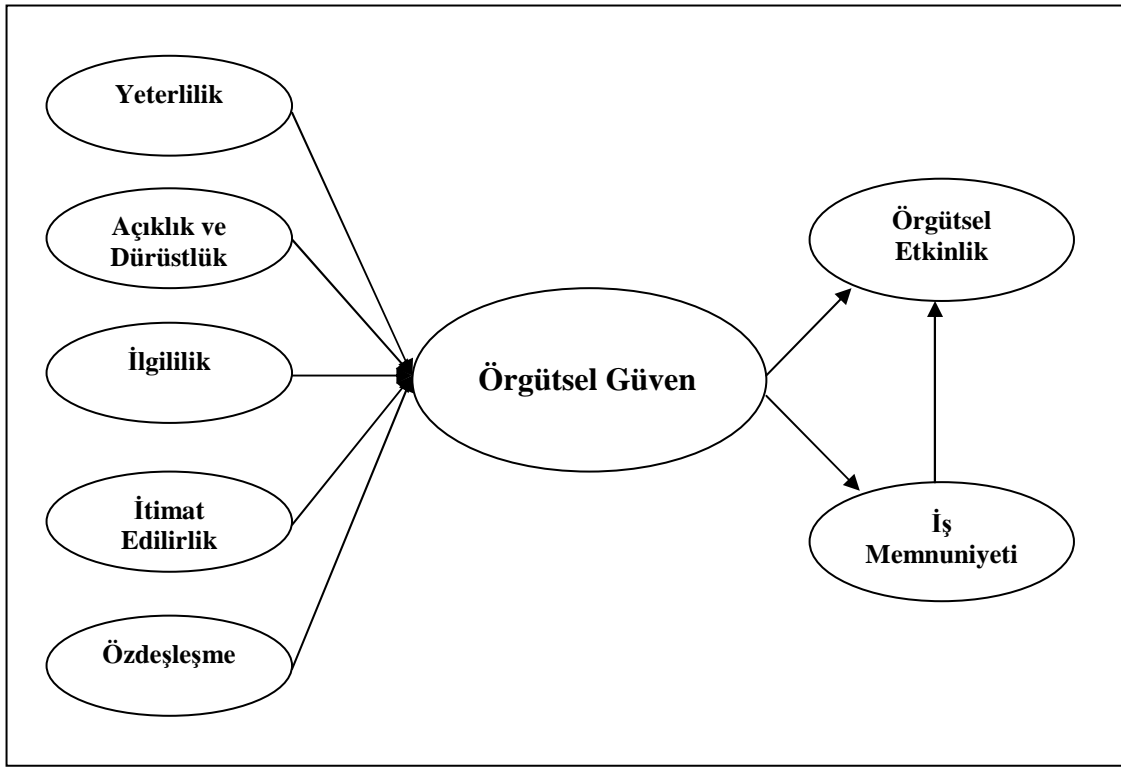 Yeterlilik
Açıklık ve
Dürüstlük
İlgililik
İtimat
Edilirlik
Özdeşleşme
Örgütsel Güven
Örgütsel
Etkinlik
İş
Memnuniyeti